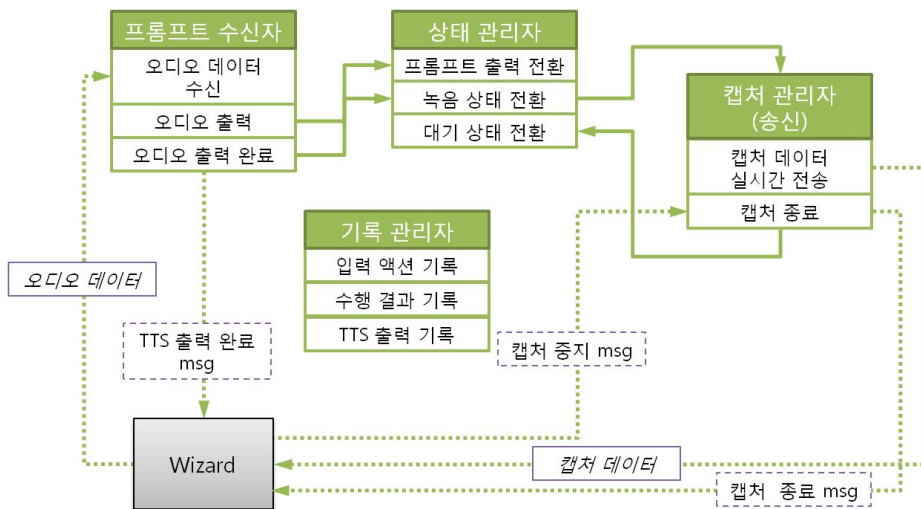 프롬프트 수신자
오디오 데이터
수신
오디오 출력
오디오 출력 완료
상태 관리자
프롬프트 출력 전환
녹음 상태 전환
대기 상태 전환
캡처 관리자
(송신)
캡처 데이터
실시간 전송
캡처 종료
기록 관리자
입력 액션 기록
수행 결과 기록
TTS 출력 기록
오디오 데이터
TTS 출력 완료
msg
캡처 중지 msg
Wizard
캡처 데이터
캡처 종료 msg